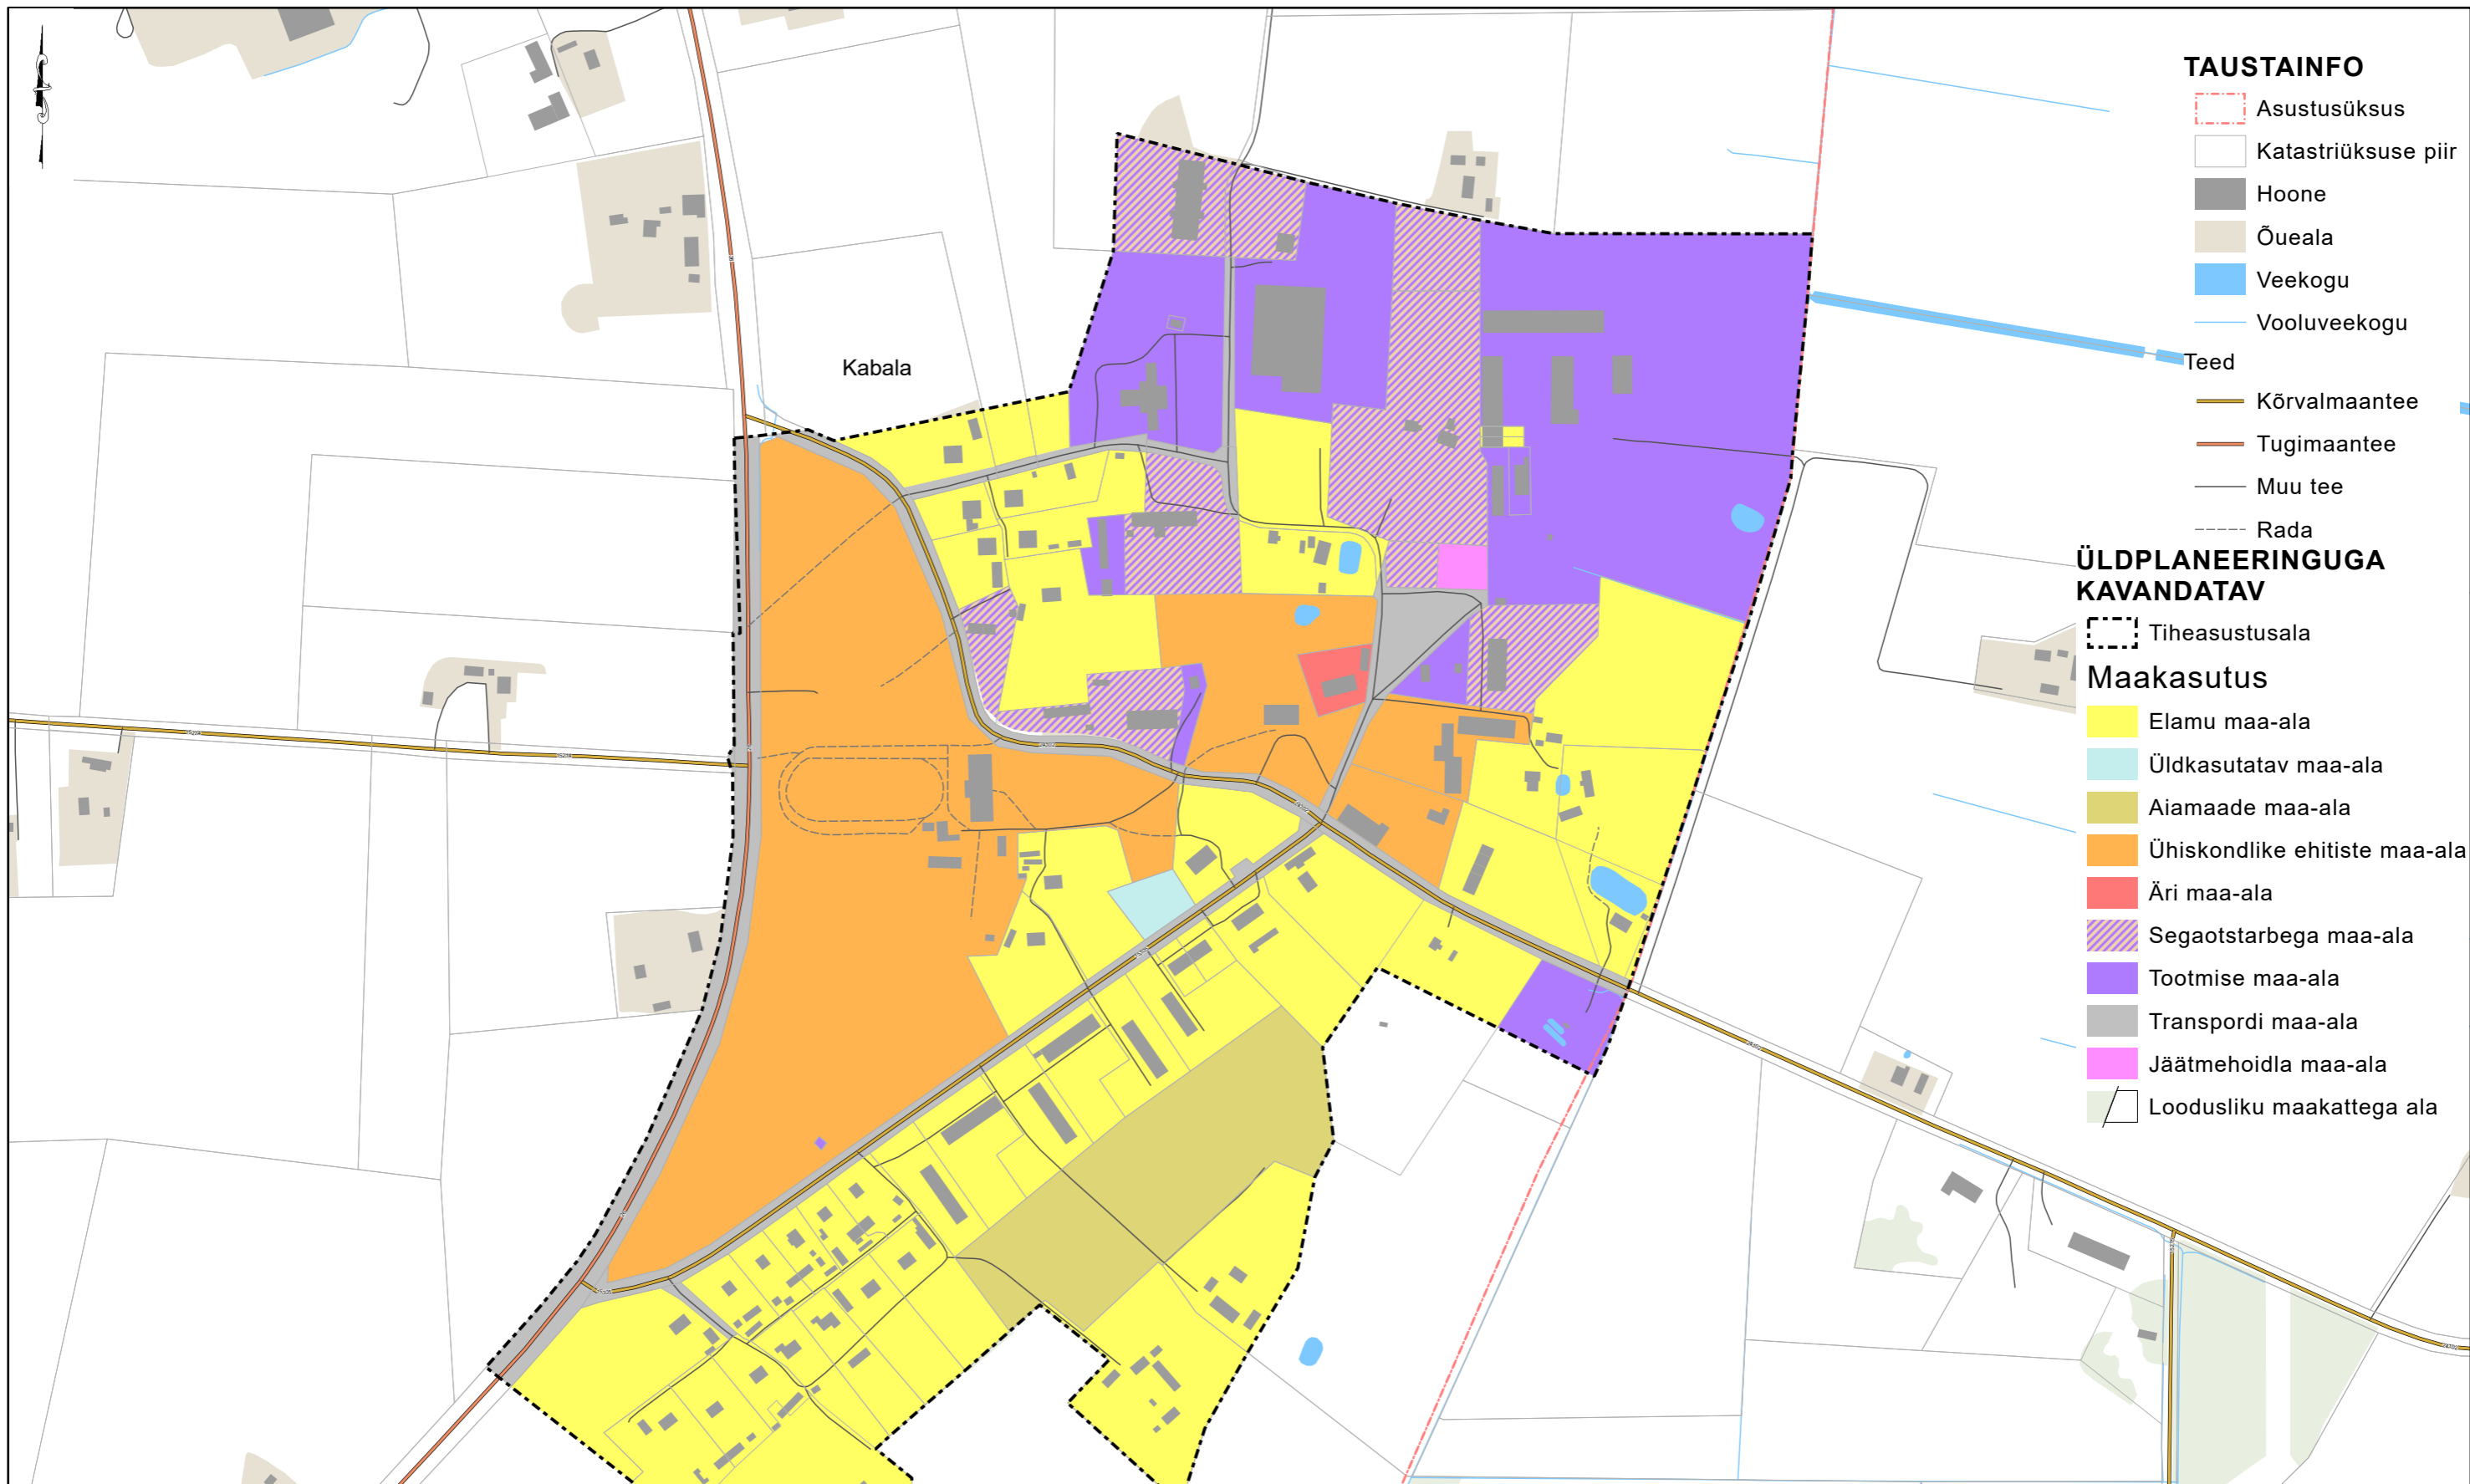 Kabala
TAUSTAINFO
Asustusüksus
Katastriüksuse piir
Hoone
Õueala
Veekogu
Vooluveekogu
Teed
Kõrvalmaantee
Tugimaantee
Muu tee
Rada
ÜLDPLANEERINGUGA
KAVANDATAV
Tiheasustusala
Maakasutus
Elamu maa-ala
Üldkasutatav maa-ala
Aiamaade maa-ala
Ühiskondlike ehitiste maa-ala
Äri maa-ala
Segaotstarbega maa-ala
Tootmise maa-ala
Transpordi maa-ala
Jäätmehoidla maa-ala
Loodusliku maakattega ala